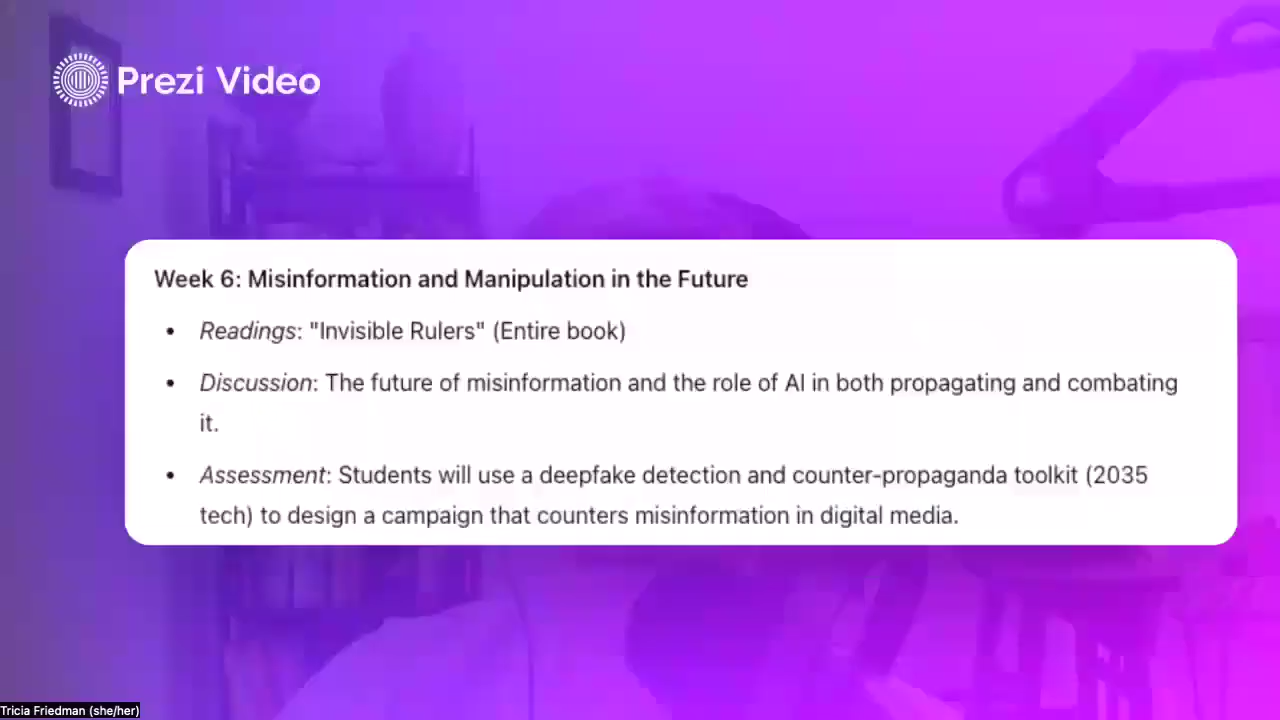 Prezi Video
Week 6: Misinformation and Manipulation in the Future
• Readings: "Invisible Rulers" (Entire book)
• Discussion: The future of misinformation and the role of AI in both propagating and combating
it.
• Assessment: Students will use a deepfake detection and counter-propaganda toolkit (2035
tech) to design a campaign that counters misinformation in digital media.
Tricia Friedman (she/her)